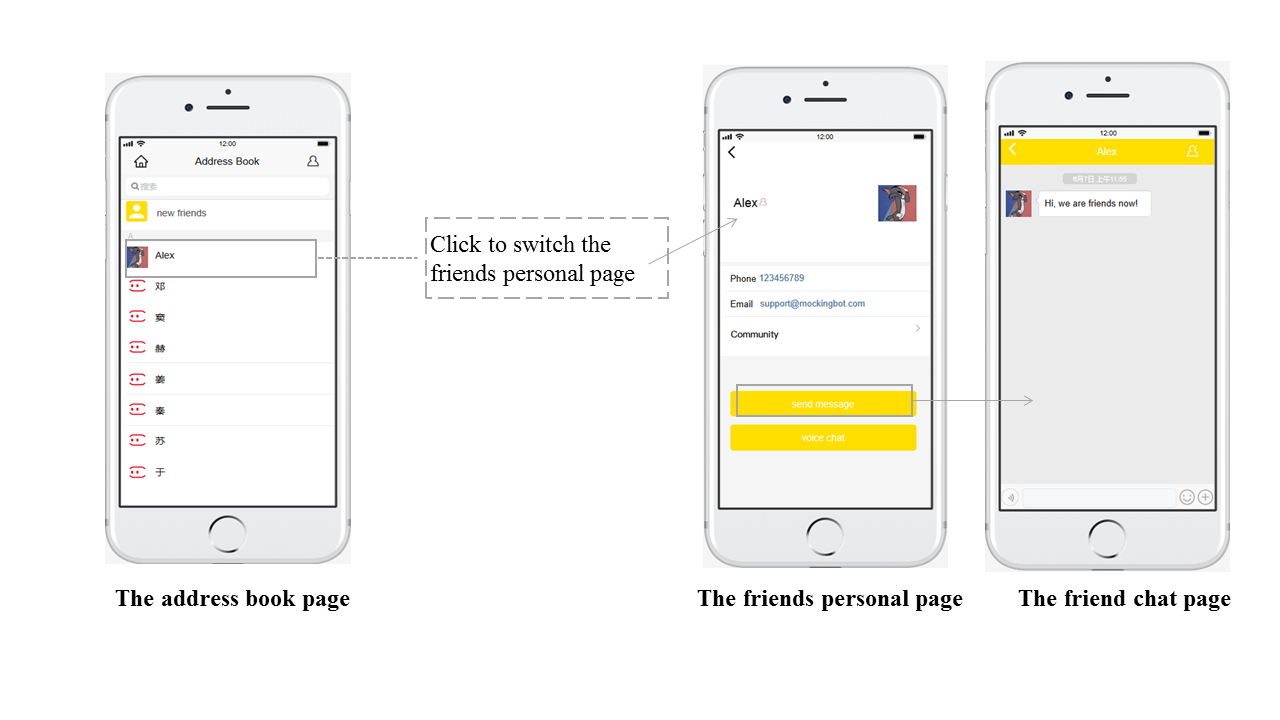 12:00
Address Book
搜索
new friends
A
Alex
邓
窦
赫
姜
秦
苏
于
The address book page
Click to switch the
friends personal page
12:00
Alex
Phone 123456789
Email support@mockingbot.com
Community
send message
voice chat
The friends personal page
12:00
Alex
8月7日 上午11:55
Hi, we are friends now!
The friend chat page